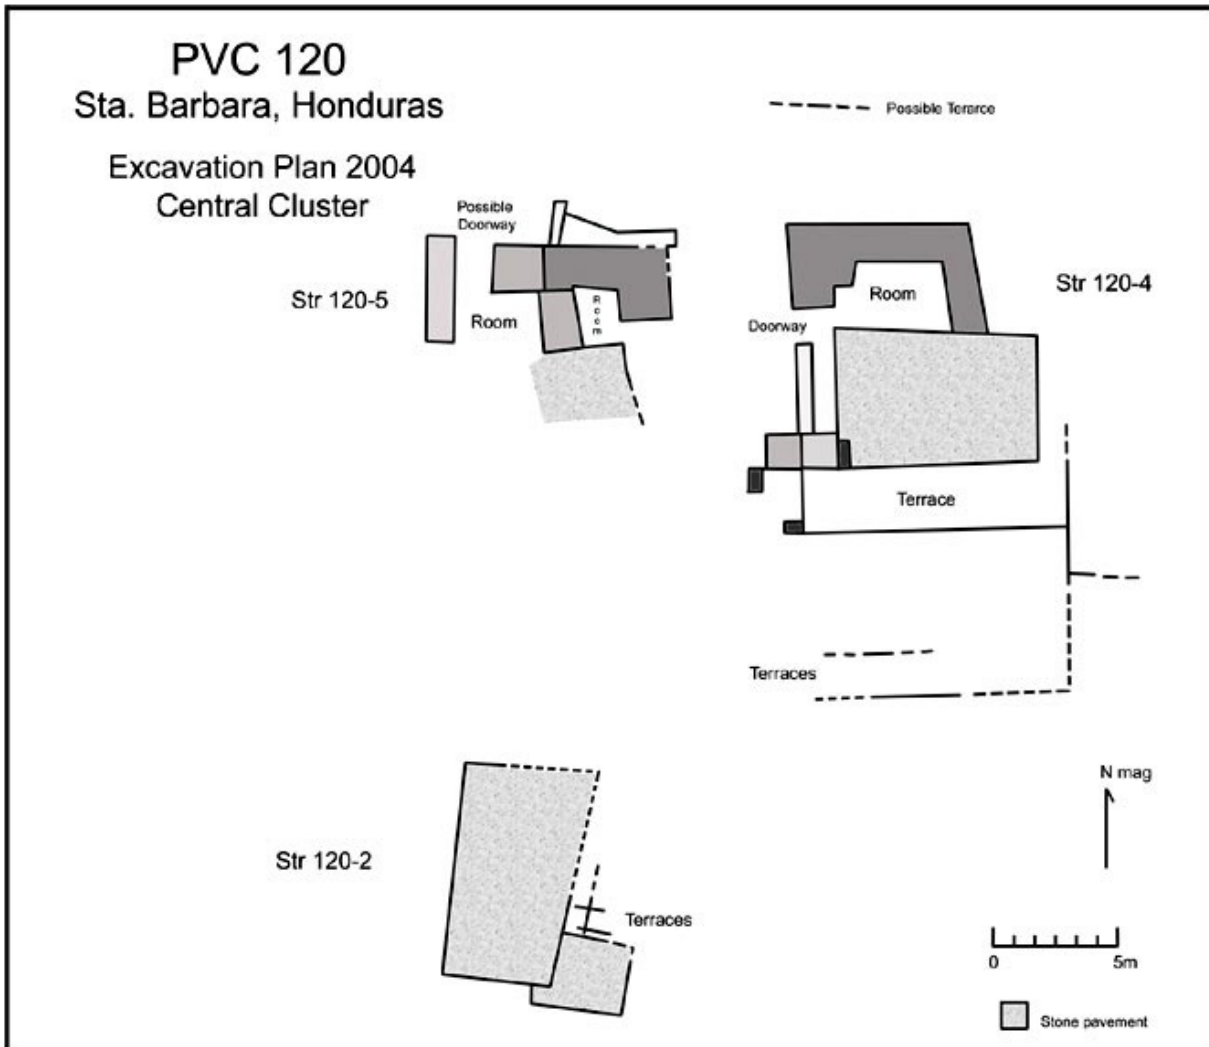 PVC 120
Sta. Barbara, Honduras
Excavation Plan 2004
Central Cluster
Possible Terarce
Possible
Doorway
Str 120-5
Room
Room
Room
Str 120-4
Doorway
Terrace
Terraces
N mag
Str 120-2
Terraces
0
5m
Stone pavement